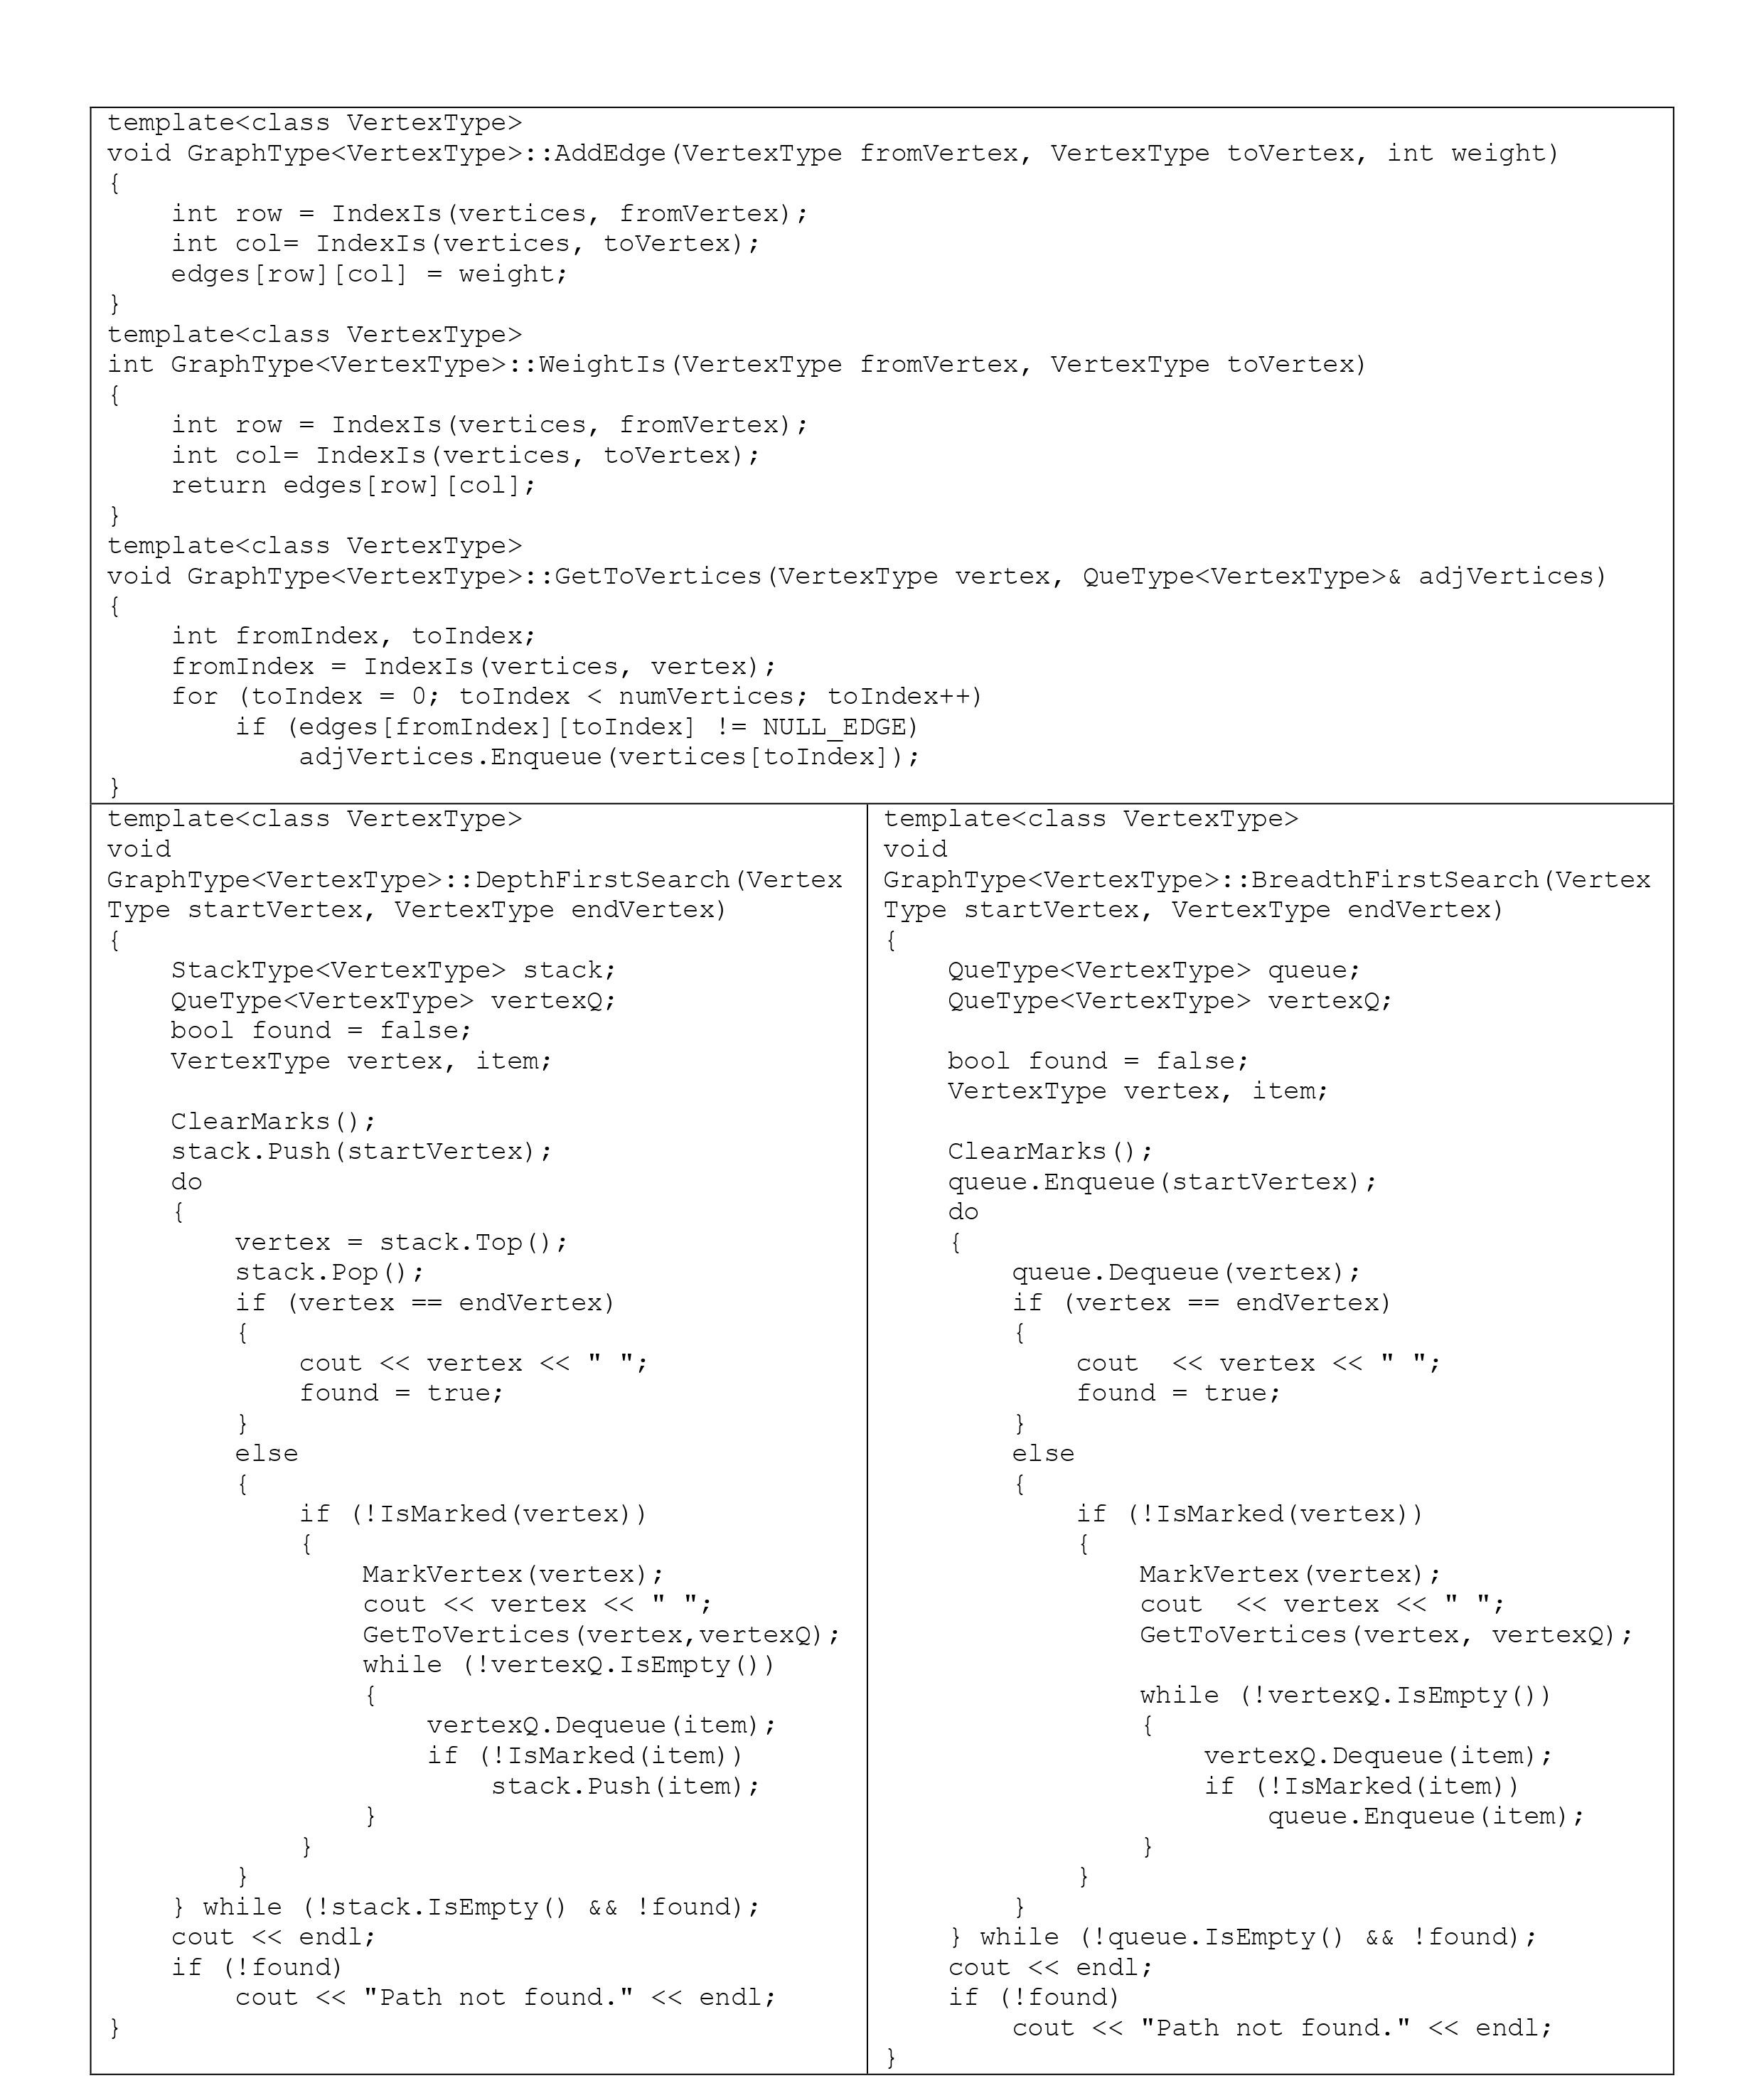 template<class VertexType>
void GraphType<VertexType>::AddEdge(VertexType fromVertex, VertexType toVertex, int weight)
{
    int row = IndexIs(vertices, fromVertex);
    int col= IndexIs(vertices, toVertex);
    edges[row][col] = weight;
}
template<class VertexType>
int GraphType<VertexType>::WeightIs(VertexType fromVertex, VertexType toVertex)
{
    int row = IndexIs(vertices, fromVertex);
    int col= IndexIs(vertices, toVertex);
    return edges[row][col];
}
template<class VertexType>
void GraphType<VertexType>::GetToVertices(VertexType vertex, QueType<VertexType>& adjVertices)
{
    int fromIndex, toIndex;
    fromIndex = IndexIs(vertices, vertex);
    for (toIndex = 0; toIndex < numVertices; toIndex++)
        if (edges[fromIndex][toIndex] != NULL_EDGE)
            adjVertices.Enqueue(vertices[toIndex]);
}
template<class VertexType>
void
GraphType<VertexType>::DepthFirstSearch(Vertex
Type startVertex, VertexType endVertex)
{
    StackType<VertexType> stack;
    QueType<VertexType> vertexQ;
    bool found = false;
    VertexType vertex, item;

    ClearMarks();
    stack.Push(startVertex);
    do
    {
        vertex = stack.Top();
        stack.Pop();
        if (vertex == endVertex)
        {
            cout << vertex << " ";
            found = true;
        }
        else
        {
            if (!IsMarked(vertex))
            {
                MarkVertex(vertex);
                cout << vertex << " ";
                GetToVertices(vertex,vertexQ);
                while (!vertexQ.IsEmpty())
                {
                    vertexQ.Dequeue(item);
                    if (!IsMarked(item))
                        stack.Push(item);
                }
            }
        }
    } while (!stack.IsEmpty() && !found);
    cout << endl;
    if (!found)
        cout << "Path not found." << endl;
}
template<class VertexType>
void
GraphType<VertexType>::BreadthFirstSearch(Vertex
Type startVertex, VertexType endVertex)
{
    QueType<VertexType> queue;
    QueType<VertexType> vertexQ;

    bool found = false;
    VertexType vertex, item;

    ClearMarks();
    queue.Enqueue(startVertex);
    do
    {
        queue.Dequeue(vertex);
        if (vertex == endVertex)
        {
            cout  << vertex << " ";
            found = true;
        }
        else
        {
            if (!IsMarked(vertex))
            {
                MarkVertex(vertex);
                cout  << vertex << " ";
                GetToVertices(vertex, vertexQ);

                while (!vertexQ.IsEmpty())
                {
                    vertexQ.Dequeue(item);
                    if (!IsMarked(item))
                        queue.Enqueue(item);
                }
            }
        }
    } while (!queue.IsEmpty() && !found);
    cout << endl;
    if (!found)
        cout << "Path not found." << endl;
}